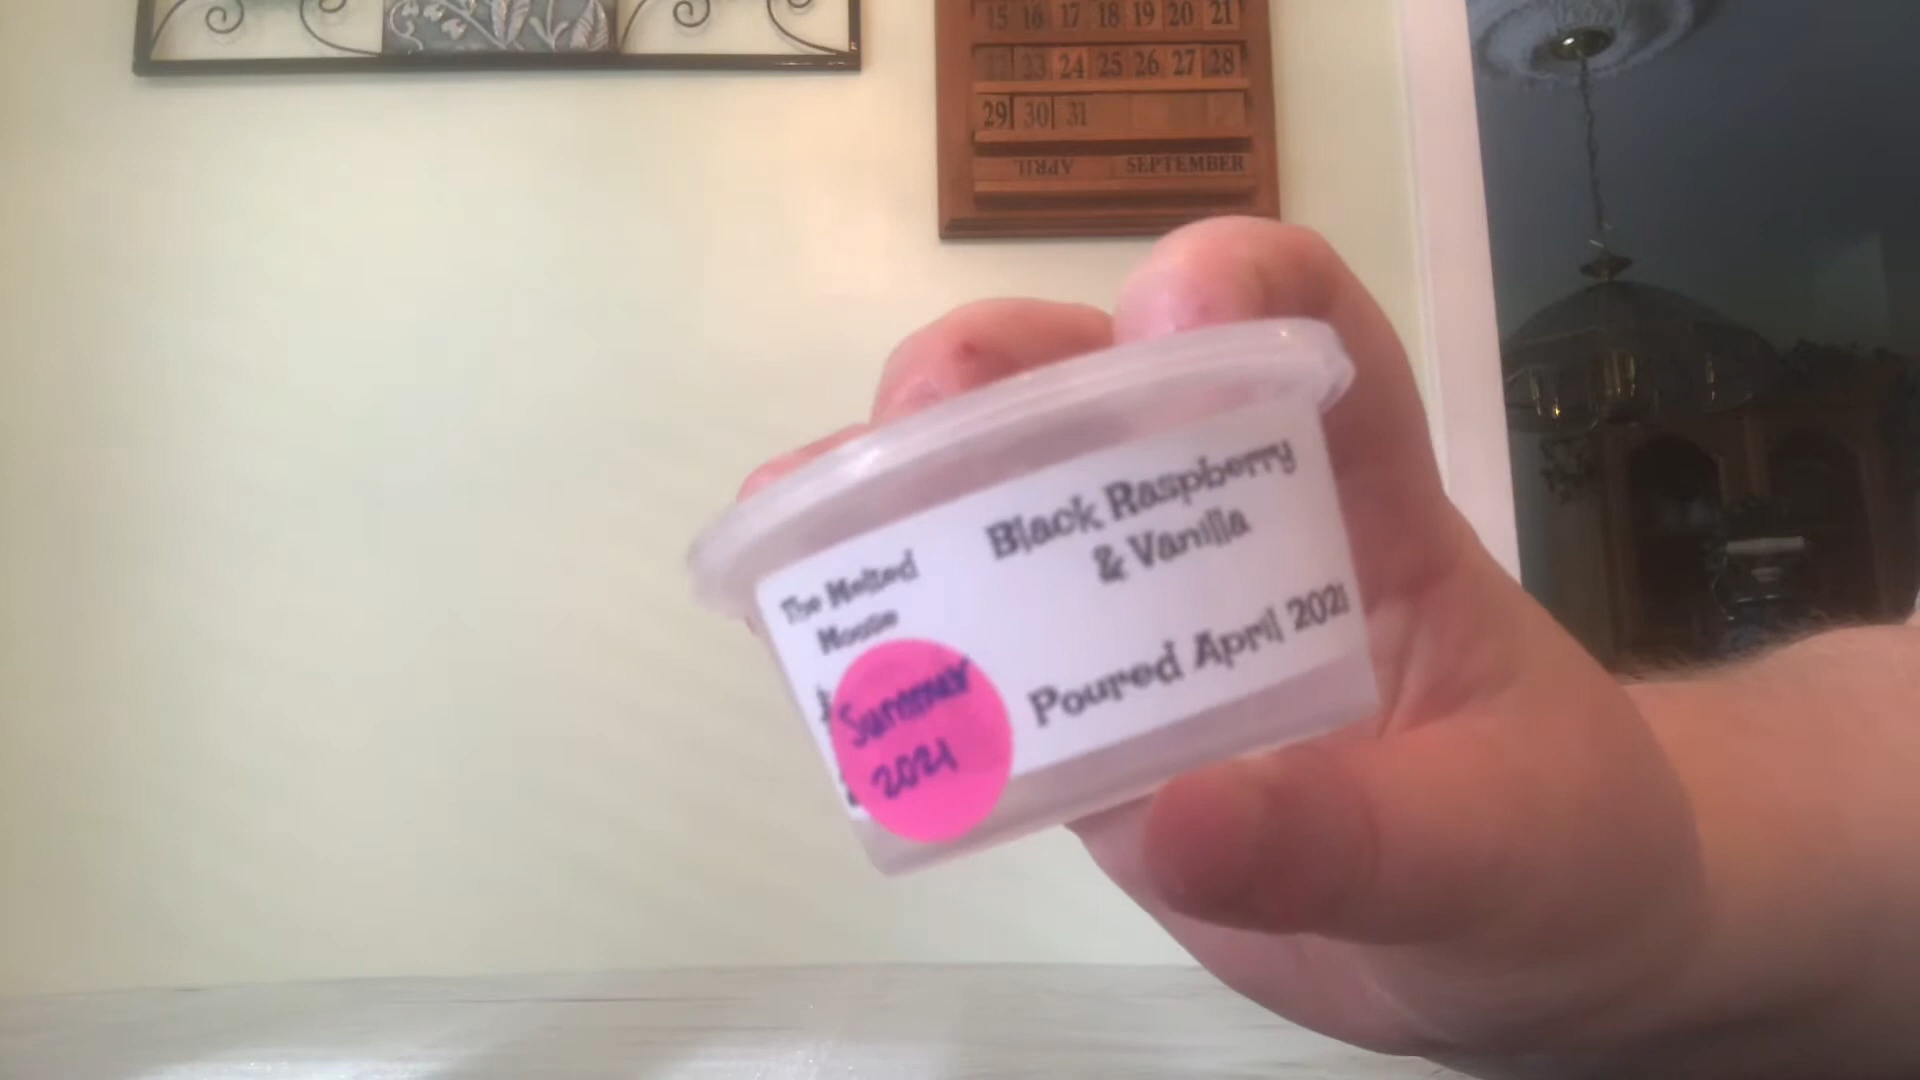 15 16 17 18 19 20 21
23 24 25 26 27 28
29 30 31
APRIL SEPTEMBER
Black Raspberry
& Vanilla
Poured April 2021
The Melted
Moose
Summer
2021